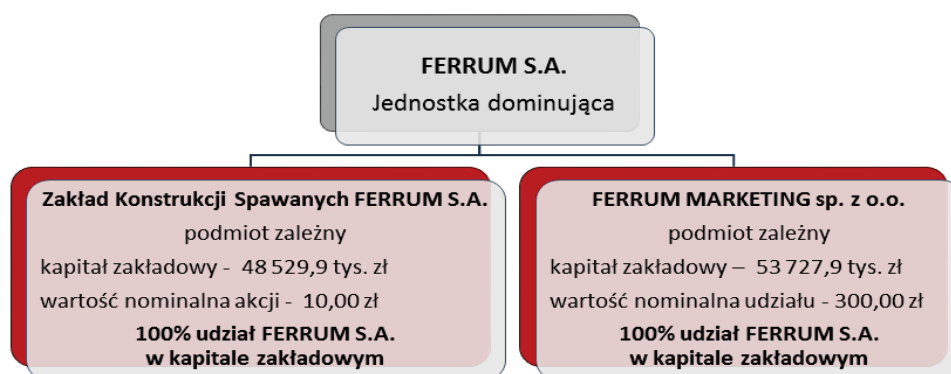 FERRUM S.A.
Jednostka dominująca
Zakład Konstrukcji Spawanych FERRUM S.A.
podmiot zależny
kapitał zakładowy - 48 529,9 tys. zł
wartość nominalna akcji - 10,00 zł
100% udział FERRUM S.A.
w kapitale zakładowym
FERRUM MARKETING sp. z o.o.
podmiot zależny
kapitał zakładowy – 53 727,9 tys. zł
wartość nominalna udziału - 300,00 zł
100% udział FERRUM S.A.
w kapitale zakładowym